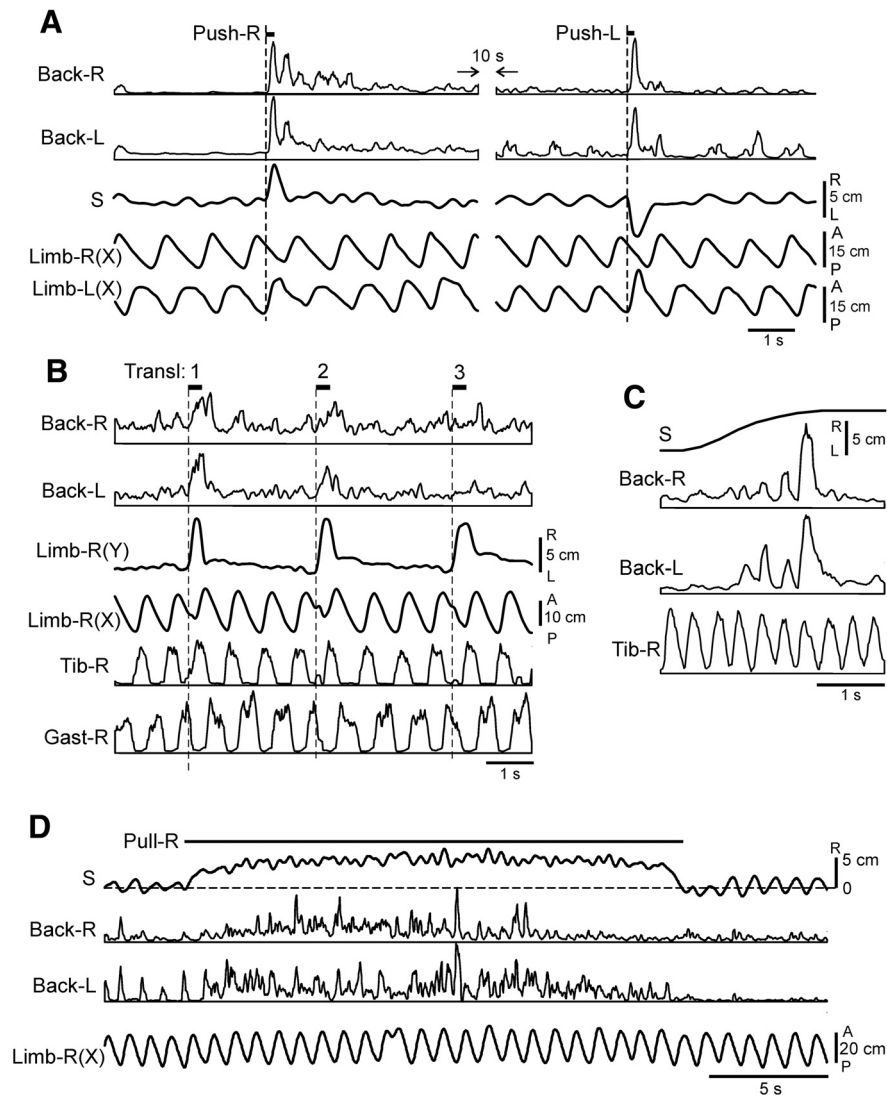 A
Push-R
Push-L
10 s
Back-R
Back-L
S
R
5 cm
L
Limb-R(X)
A
15 cm
P
Limb-L(X)
A
15 cm
P
1 s
B
Transl: 1 2 3
Back-R
Back-L
Limb-R(Y)
R
5 cm
L
Limb-R(X)
A
10 cm
P
Tib-R
Gast-R
1 s
C
S
R
5 cm
L
Back-R
Back-L
Tib-R
1 s
D
Pull-R
S
R
5 cm
0
Back-R
Back-L
Limb-R(X)
A
20 cm
P
5 s